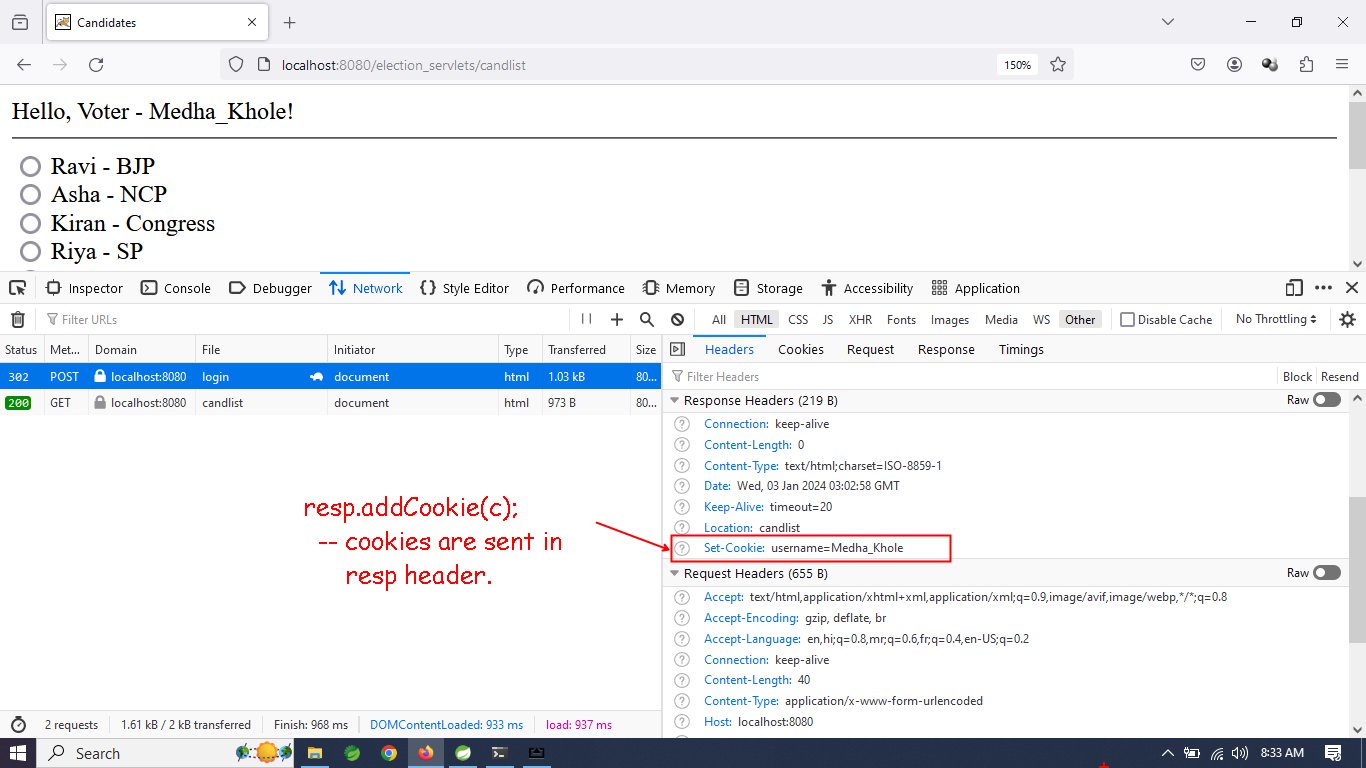 Candidates
localhost:8080/election_servlets/candlist
150%
Hello, Voter - Medha_Khole!
Ravi - BJP
Asha - NCP
Kiran - Congress
Riya - SP
Inspector Console Debugger Network Style Editor Performance Memory Storage Accessibility Application
Filter URLs
All HTML CSS JS XHR Fonts Images Media WS Other Disable Cache No Throttling
Status Met... Domain File Initiator Type Transferred Size
302 POST localhost:8080 login document html 1.03 kB 80...
200 GET localhost:8080 candlist document html 973 B 80...
resp.addCookie(c);
-- cookies are sent in
resp header.
2 requests 1.61 kB / 2 kB transferred Finish: 968 ms DOMContentLoaded: 933 ms load: 937 ms
Headers Cookies Request Response Timings
Filter Headers Block Resend
Response Headers (219 B) Raw
Connection: keep-alive
Content-Length: 0
Content-Type: text/html;charset=ISO-8859-1
Date: Wed, 03 Jan 2024 03:02:58 GMT
Keep-Alive: timeout=20
Location: candlist
Set-Cookie: username=Medha_Khole
Request Headers (655 B) Raw
Accept: text/html,application/xhtml+xml,application/xml;q=0.9,image/avif,image/webp,*/*;q=0.8
Accept-Encoding: gzip, deflate, br
Accept-Language: en,hi;q=0.8,mr;q=0.6,fr;q=0.4,en-US;q=0.2
Connection: keep-alive
Content-Length: 40
Content-Type: application/x-www-form-urlencoded
Host: localhost:8080
Search
8:33 AM